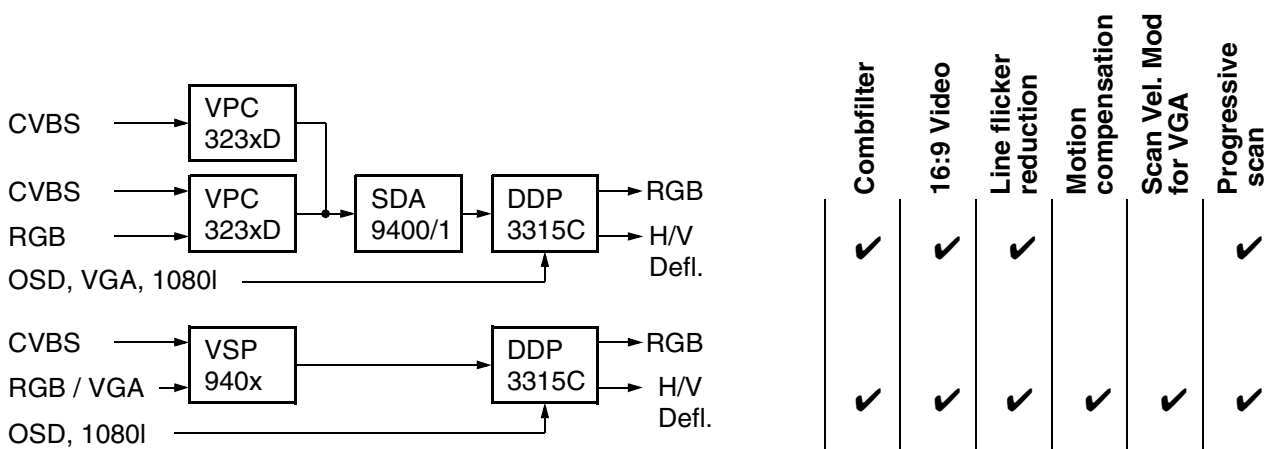 Combfilter
16:9 Video
Line flicker
reduction
Motion
compensation
Scan Vel. Mod
for VGA
Progressive
scan
CVBS
VPC
323xD
CVBS
RGB
VPC
323xD
SDA
9400/1
DDP
3315C
RGB
H/V
Defl.
OSD, VGA, 1080I
✔ ✔ ✔ ✔
CVBS
RGB / VGA
VSP
940x
DDP
3315C
RGB
H/V
Defl.
OSD, 1080I
✔ ✔ ✔ ✔ ✔ ✔